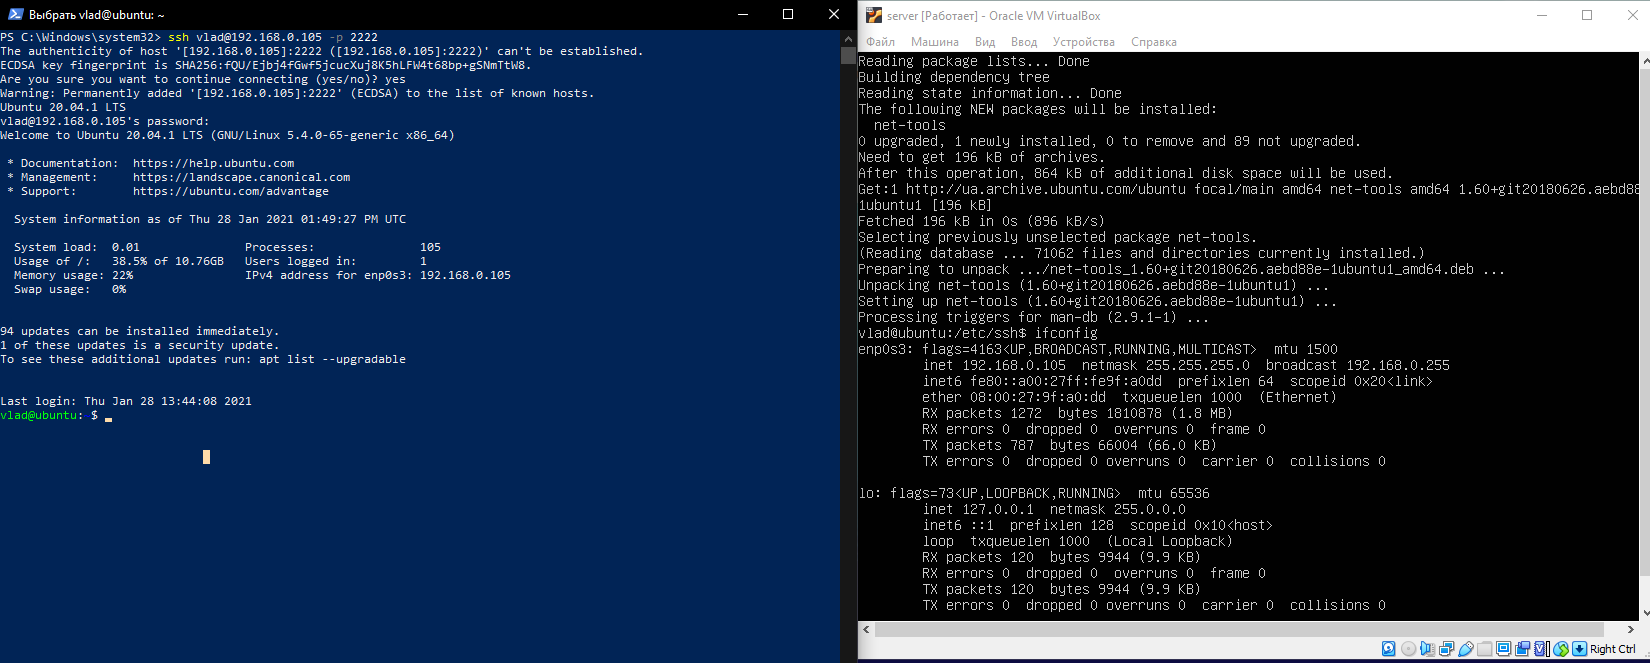 Выбрать vlad@ubuntu: ~
PS C:\Windows\system32> ssh vlad@192.168.0.105 -p 2222
The authenticity of host '[192.168.0.105]:2222 ([192.168.0.105]:2222)' can't be established.
ECDSA key fingerprint is SHA256:fQU/Ejbj4fGwf5jcucXuj8K5hLFW4t68bp+gSNmTtW8.
Are you sure you want to continue connecting (yes/no)? yes
Warning: Permanently added '[192.168.0.105]:2222' (ECDSA) to the list of known hosts.
Ubuntu 20.04.1 LTS
vlad@192.168.0.105's password:
Welcome to Ubuntu 20.04.1 LTS (GNU/Linux 5.4.0-65-generic x86_64)
* Documentation:  https://help.ubuntu.com
* Management:     https://landscape.canonical.com
* Support:        https://ubuntu.com/advantage
System information as of Thu 28 Jan 2021 01:49:27 PM UTC
System load:  0.01               Processes:               105
Usage of /:   38.5% of 10.76GB   Users logged in:         1
Memory usage: 22%                IPv4 address for enp0s3: 192.168.0.105
Swap usage:   0%
94 updates can be installed immediately.
1 of these updates is a security update.
To see these additional updates run: apt list --upgradable
Last login: Thu Jan 28 13:44:08 2021
vlad@ubuntu: $
server [Работает] - Oracle VM VirtualBox
Файл Машина Вид Ввод Устройства Справка
Reading package lists... Done
Building dependency tree
Reading state information... Done
The following NEW packages will be installed:
net-tools
0 upgraded, 1 newly installed, 0 to remove and 89 not upgraded.
Need to get 196 kB of archives.
After this operation, 864 kB of additional disk space will be used.
Get:1 http://ua.archive.ubuntu.com/ubuntu focal/main amd64 net-tools amd64 1.60+git20180626.aebd88
1ubuntu1 [196 kB]
Fetched 196 kB in 0s (896 kB/s)
Selecting previously unselected package net-tools.
(Reading database ... 71062 files and directories currently installed.)
Preparing to unpack .../net-tools_1.60+git20180626.aebd88e-1ubuntu1_amd64.deb ...
Unpacking net-tools (1.60+git20180626.aebd88e-1ubuntu1) ...
Setting up net-tools (1.60+git20180626.aebd88e-1ubuntu1) ...
Processing triggers for man-db (2.9.1-1) ...
vlad@ubuntu:/etc/ssh$ ifconfig
enp0s3: flags=4163<UP,BROADCAST,RUNNING,MULTICAST>  mtu 1500
inet 192.168.0.105  netmask 255.255.255.0  broadcast 192.168.0.255
inet6 fe80::a00:27ff:fe9f:a0dd  prefixlen 64  scopeid 0x20<link>
ether 08:00:27:9f:a0:dd  txqueuelen 1000  (Ethernet)
RX packets 1272  bytes 1810878 (1.8 MB)
RX errors 0  dropped 0  overruns 0  frame 0
TX packets 787  bytes 66004 (66.0 KB)
TX errors 0  dropped 0 overruns 0  carrier 0  collisions 0
lo: flags=73<UP,LOOPBACK,RUNNING>  mtu 65536
inet 127.0.0.1  netmask 255.0.0.0
inet6 ::1  prefixlen 128  scopeid 0x10<host>
loop  txqueuelen 1000  (Local Loopback)
RX packets 120  bytes 9944 (9.9 KB)
RX errors 0  dropped 0  overruns 0  frame 0
TX packets 120  bytes 9944 (9.9 KB)
TX errors 0  dropped 0 overruns 0  carrier 0  collisions 0
Right Ctrl